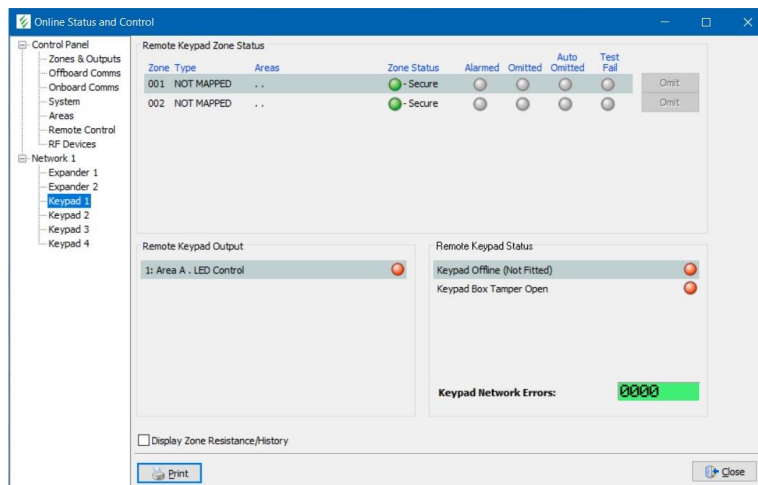 Online Status and Control
Control Panel
Zones & Outputs
Offboard Comms
Onboard Comms
System
Areas
Remote Control
RF Devices
Network 1
Expander 1
Expander 2
Keypad 1
Keypad 2
Keypad 3
Keypad 4
Remote Keypad Zone Status
Zone Type Areas Zone Status Alarmed Omitted Auto Omitted Test Fail
001 NOT MAPPED . . - Secure Omit
002 NOT MAPPED . . - Secure Omit
Remote Keypad Output
1: Area A . LED Control
Remote Keypad Status
Keypad Offline (Not Fitted)
Keypad Box Tamper Open
Keypad Network Errors: 0000
Display Zone Resistance/History
Print
Close